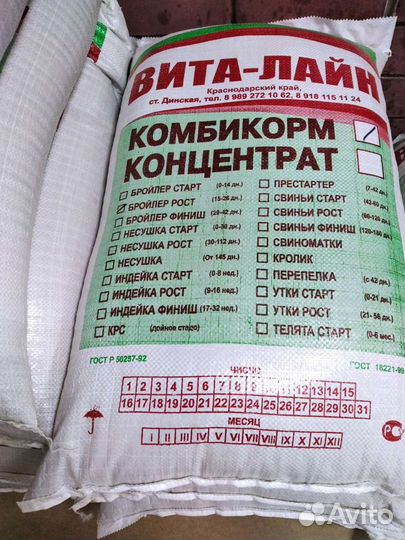 ВИТА-ЛАЙН
Краснодарский край,
ст. Динская, тел. 8 989 272 10 62, 8 918 115 11 24
КОМБИКОРМ
КОНЦЕНТРАТ
БРОЙЛЕР СТАРТ (0-14 дн.)
БРОЙЛЕР РОСТ (15-28 дн.)
БРОЙЛЕР ФИНИШ (29-42 дн.)
НЕСУШКА СТАРТ (0-30 дн.)
НЕСУШКА РОСТ (30-112 дн.)
НЕСУШКА (От 145 дн.)
ИНДЕЙКА СТАРТ (0-8 нед.)
ИНДЕЙКА РОСТ (9-16 нед.)
ИНДЕЙКА ФИНИШ (17-32 нед.)
КРС (дойное стадо)
ПРЕСТАРТЕР (7-42 дн.)
СВИНЬИ СТАРТ (42-60 дн.)
СВИНЬИ РОСТ (60-120 дн.)
СВИНЬИ ФИНИШ (120-180 дн.)
СВИНОМАТКИ
КРОЛИК
ПЕРЕПЕЛКА (с 42 дн.)
УТКИ СТАРТ (0-21 дн.)
УТКИ РОСТ (21-56 дн.)
ТЕЛЯТА СТАРТ (0-6 мес.)
ГОСТ Р 50257-92
ГОСТ 18221-99
ЧИСЛО
1 2 3 4 5 6 7 8 9 10 11 12 13 14 15
16 17 18 19 20 21 22 23 24 25 26 27 28 29 30 31
МЕСЯЦ
I II III IV V VI VII VIII IX X XI XII
Avito